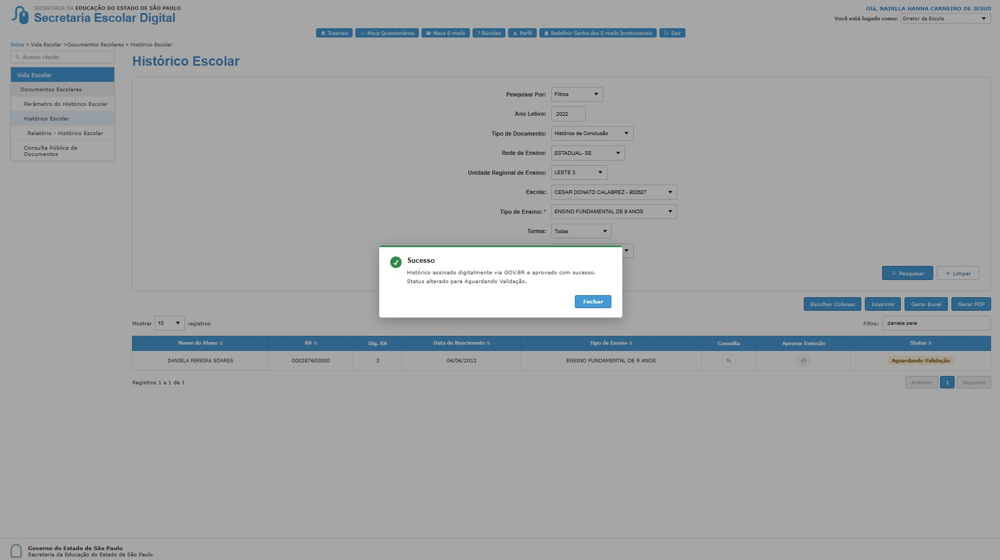 SECRETARIA DA EDUCAÇÃO DO ESTADO DE SÃO PAULO
Secretaria Escolar Digital
Olá, NAIRLLA HANNA CARNEIRO DE JESUS
Você está logado como: Diretor de Escola
Tutoriais
Meus Questionários
Meus E-mails
? Dúvidas
Perfil
Redefinir Senha dos E-mails Institucionais
Sair
Início » Vida Escolar >Documentos Escolares » Histórico Escolar
Acesso rápido
Vida Escolar
Documentos Escolares
Parâmetro do Histórico Escolar
Histórico Escolar
Relatório - Histórico Escolar
Consulta Pública de
Documentos
Histórico Escolar
Pesquisar Por: Filtros
Ano Letivo: 2022
Tipo de Documento: Histórico de Conclusão
Rede de Ensino: ESTADUAL- SE
Unidade Regional de Ensino: LESTE 3
Escola: CESAR DONATO CALABREZ - 902627
Tipo de Ensino: * ENSINO FUNDAMENTAL DE 9 ANOS
Turma: Todas
Sucesso
Histórico assinado digitalmente via GOV.BR e aprovado com sucesso.
Status alterado para Aguardando Validação.
Fechar
Pesquisar
Limpar
Escolher Colunas
Imprimir
Gerar Excel
Gerar PDF
Mostrar 10 registros
Filtro: daniela pere
Nome do Aluno RA Díg. RA Data de Nascimento Tipo de Ensino Consulta Aprovar Emissão Status
DANIELA PEREIRA SOARES 000287600000 3 04/06/2012 ENSINO FUNDAMENTAL DE 9 ANOS Aguardando Validação
Registros 1 a 1 de 1
Anterior 1 Seguinte
Governo do Estado de São Paulo
Secretaria da Educação do Estado de São Paulo